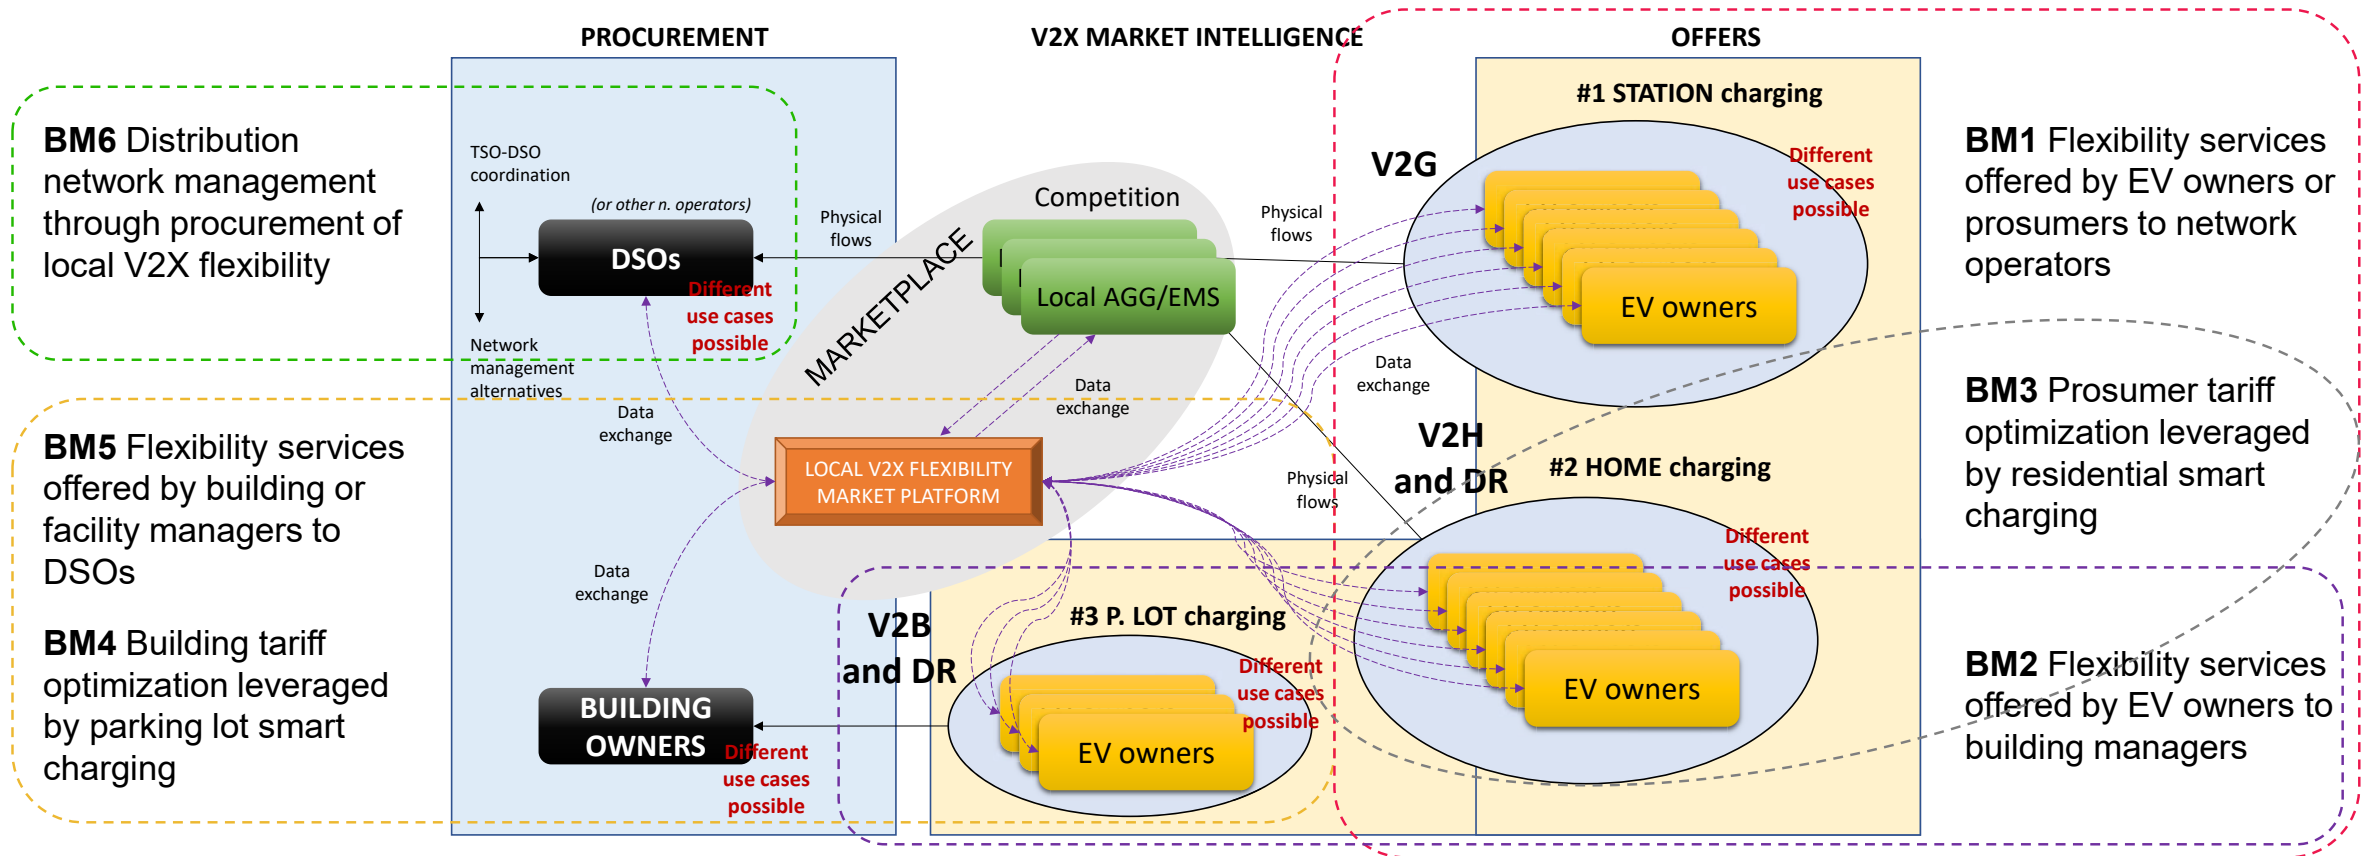 PROCUREMENT
V2X MARKET INTELLIGENCE
OFFERS
BM6 Distribution
network management
through procurement of
local V2X flexibility
TSO-DSO
coordination
(or other n. operators)
DSOs
Different
use cases
possible
Network
management
alternatives
Physical
flows
Data
exchange
MARKETPLACE
Competition
Local AGG/EMS
Data
exchange
LOCAL V2X FLEXIBILITY
MARKET PLATFORM
Physical
flows
V2G
#1 STATION charging
Different
use cases
possible
EV owners
Data
exchange
BM1 Flexibility services
offered by EV owners or
prosumers to network
operators
BM5 Flexibility services
offered by building or
facility managers to
DSOs
BM4 Building tariff
optimization leveraged
by parking lot smart
charging
Data
exchange
BUILDING
OWNERS
Different
use cases
possible
V2B
and DR
#3 P. LOT charging
Different
use cases
possible
EV owners
Physical
flows
V2H
and DR
#2 HOME charging
Different
use cases
possible
EV owners
BM3 Prosumer tariff
optimization leveraged
by residential smart
charging
BM2 Flexibility services
offered by EV owners to
building managers